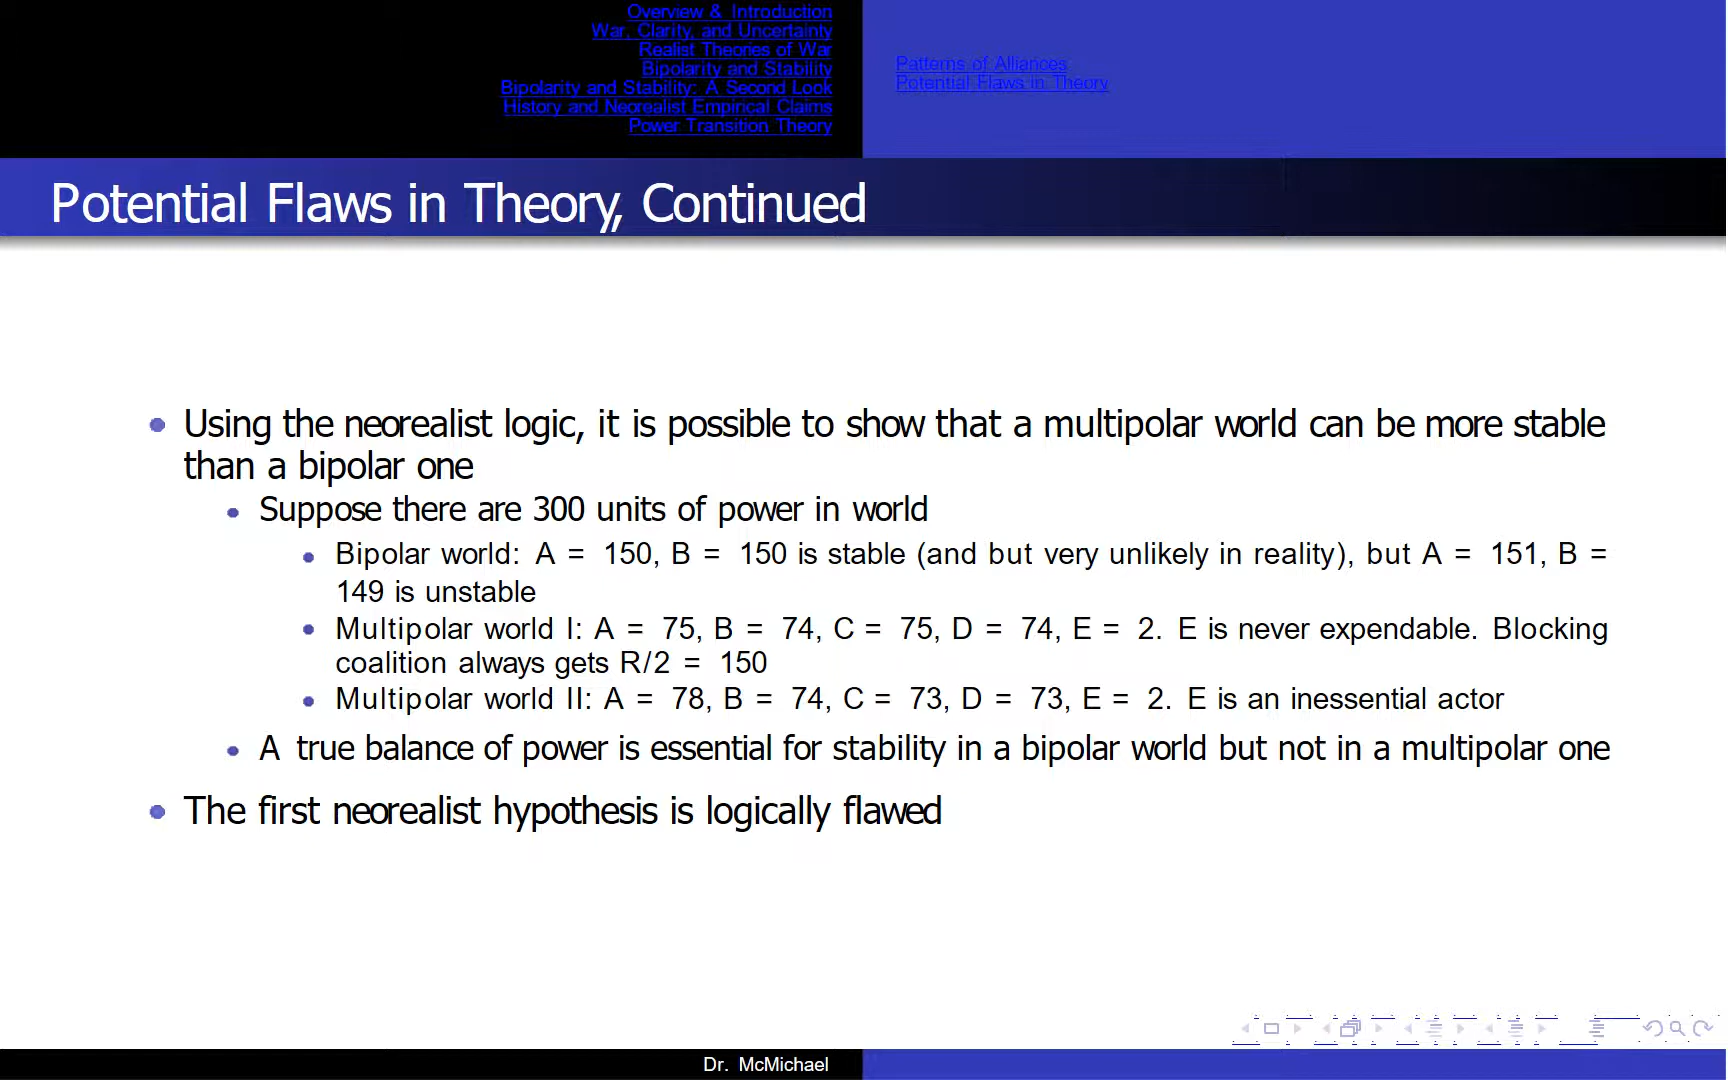 Overview & Introduction
War, Clarity, and Uncertainty
Realist Theories of War
Bipolarity and Stability
Bipolarity and Stability: A Second Look
History and Neorealist Empirical Claims
Power Transition Theory
Patterns of Alliances
Potential Flaws in Theory
Potential Flaws in Theory, Continued
Using the neorealist logic, it is possible to show that a multipolar world can be more stable
than a bipolar one
Suppose there are 300 units of power in world
Bipolar world: A = 150, B = 150 is stable (and but very unlikely in reality), but A = 151, B =
149 is unstable
Multipolar world I: A = 75, B = 74, C = 75, D = 74, E = 2. E is never expendable. Blocking
coalition always gets R/2 = 150
Multipolar world II: A = 78, B = 74, C = 73, D = 73, E = 2. E is an inessential actor
A true balance of power is essential for stability in a bipolar world but not in a multipolar one
The first neorealist hypothesis is logically flawed
Dr. McMichael